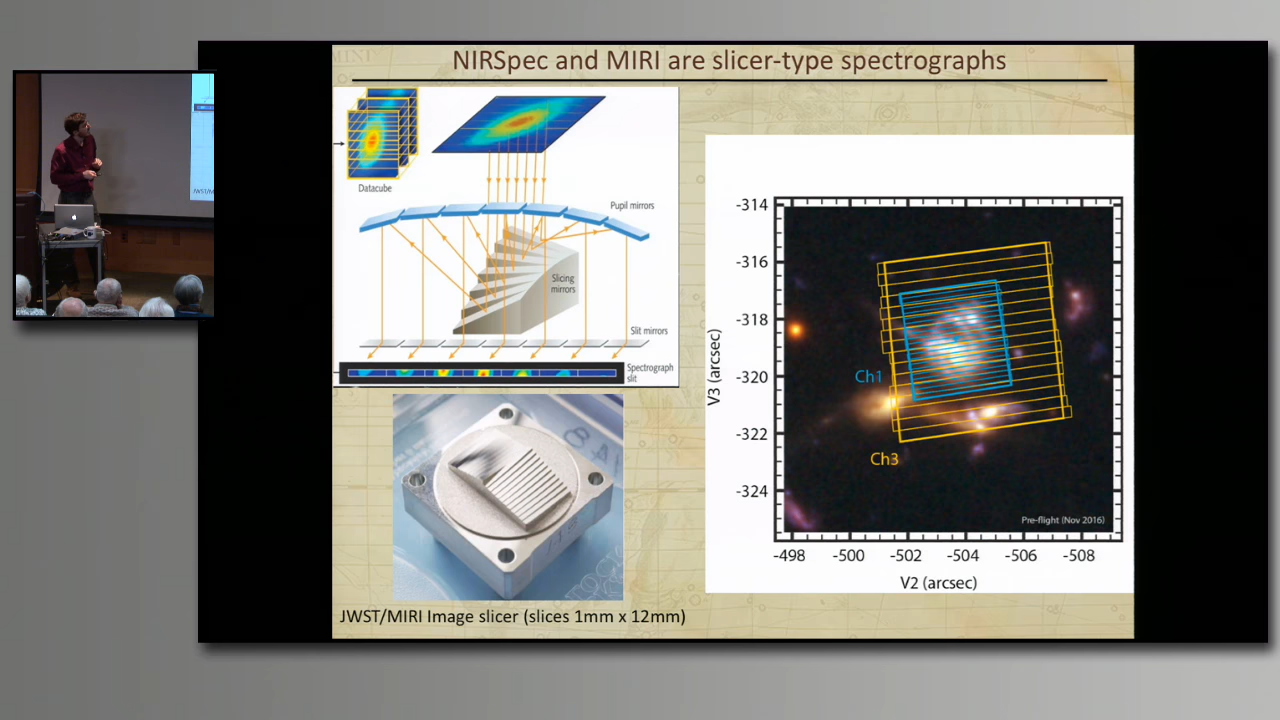 NIRSpec and MIRI are slicer-type spectrographs
Datacube
Pupil mirrors
Slicing
mirrors
Slit mirrors
Spectrograph
slit
JWST/MIRI Image slicer (slices 1mm x 12mm)
-314
-316
-318
-320
-322
-324
V3 (arcsec)
Ch1
Ch3
Pre-flight (Nov 2016)
-498 -500 -502 -504 -506 -508
V2 (arcsec)
JWST/M